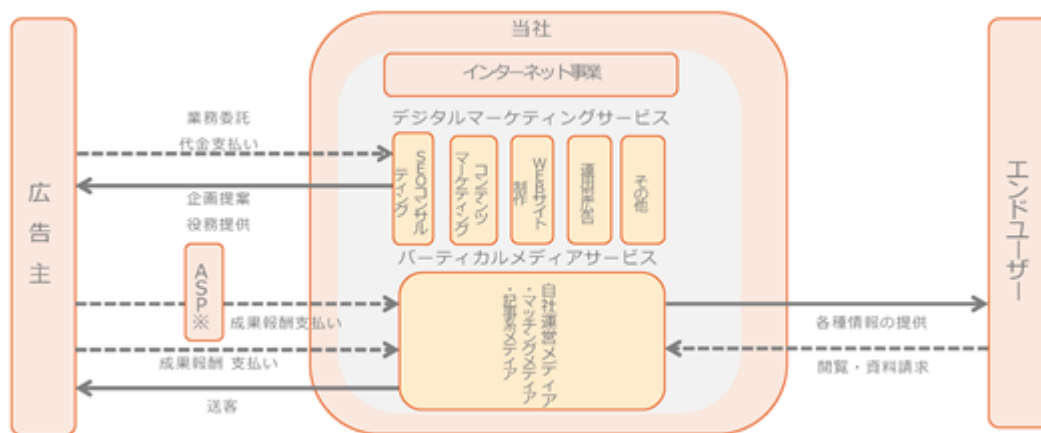 当社
インターネット事業
デジタルマーケティングサービス
業務委託
代金支払い
企画提案
役務提供
SEOコンサル
ティング
コンテンツ
マーケティング
WEBサイト
制作
運用型広告
その他
広告主
エンドユーザー
バーティカルメディアサービス
ASP※
成果報酬支払い
成果報酬 支払い
送客
自社運営メディア
・マッチングメディア
・記事系メディア
各種情報の提供
閲覧・資料請求